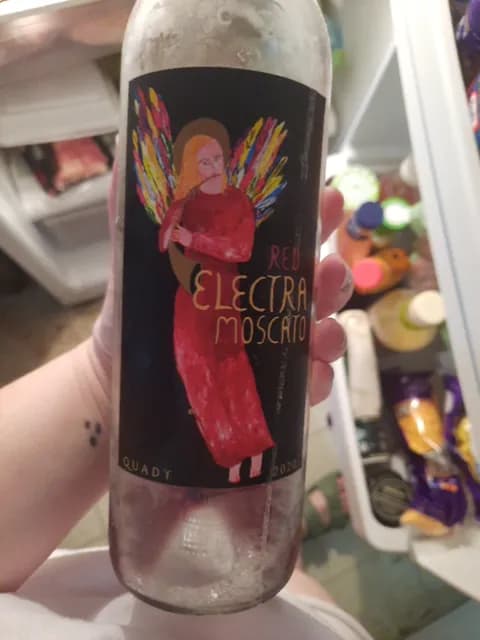 RED
ELECTRA
MOSCATO
QUADY 2020